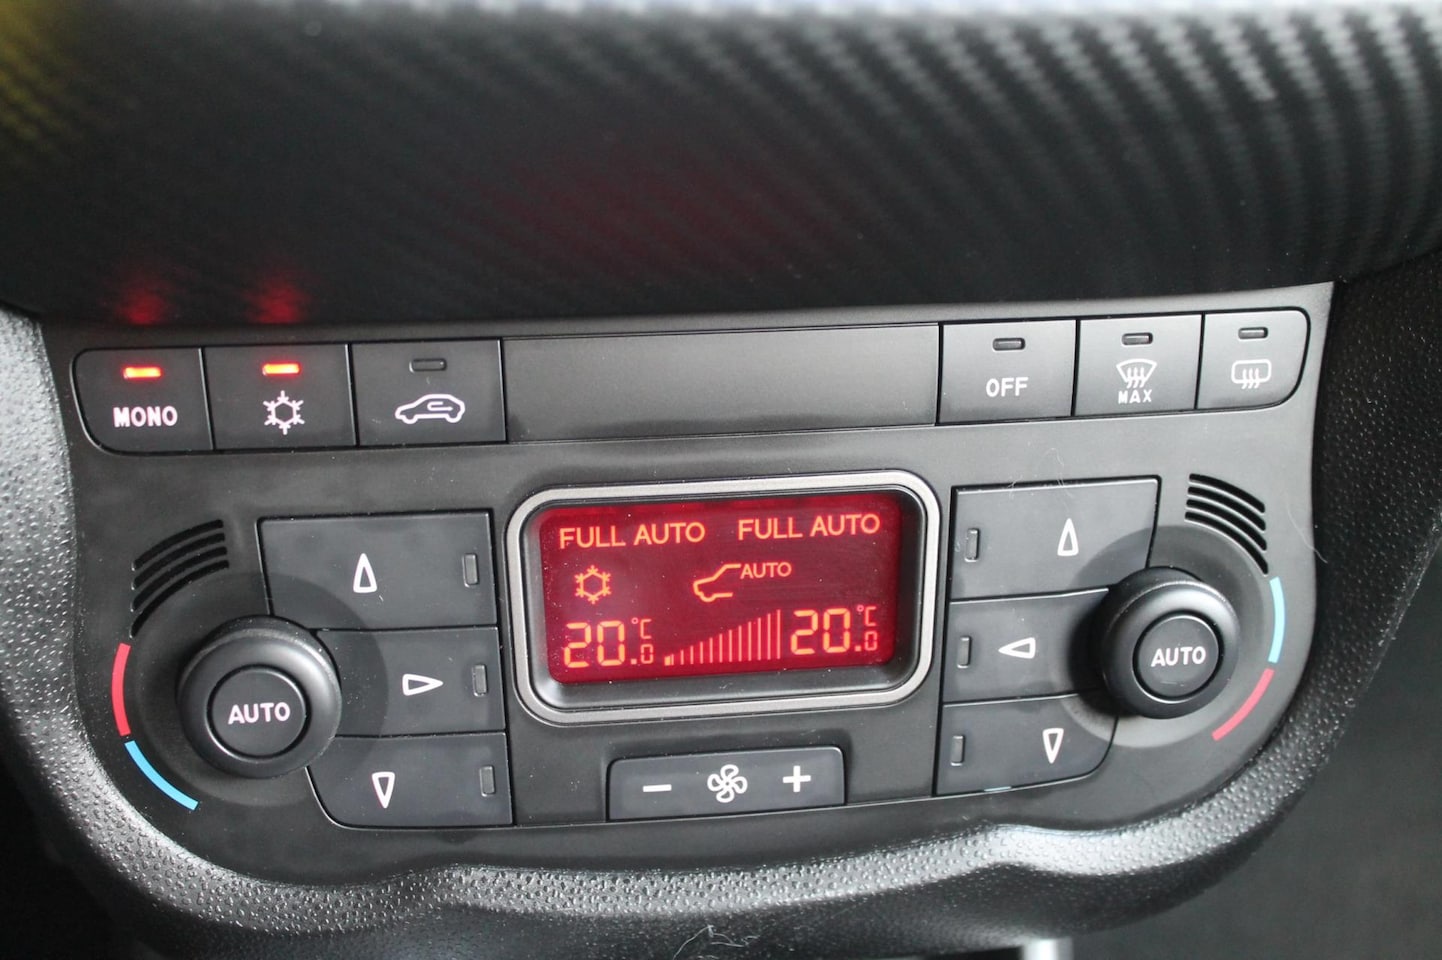 MONO
OFF
MAX
FULL AUTO FULL AUTO
AUTO
20.0 °C 20.0 °C
AUTO
AUTO
- +